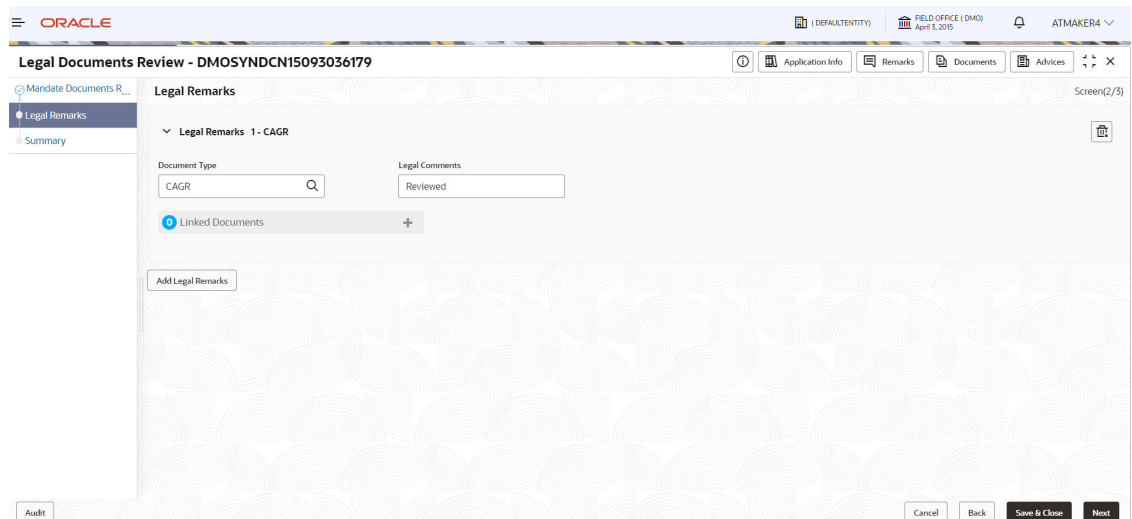 ORACLE
( DEFAULTENTITY)
FIELD OFFICE ( DMO)
April 3, 2015
ATMAKER4
Legal Documents Review - DMOSYNDCN15093036179
Application Info
Remarks
Documents
Advices
Mandate Documents R...
Legal Remarks
Summary
Legal Remarks
Screen(2/3)
Legal Remarks 1 - CAGR
Document Type
Legal Comments
CAGR
Reviewed
0 Linked Documents
Add Legal Remarks
Audit
Cancel
Back
Save & Close
Next